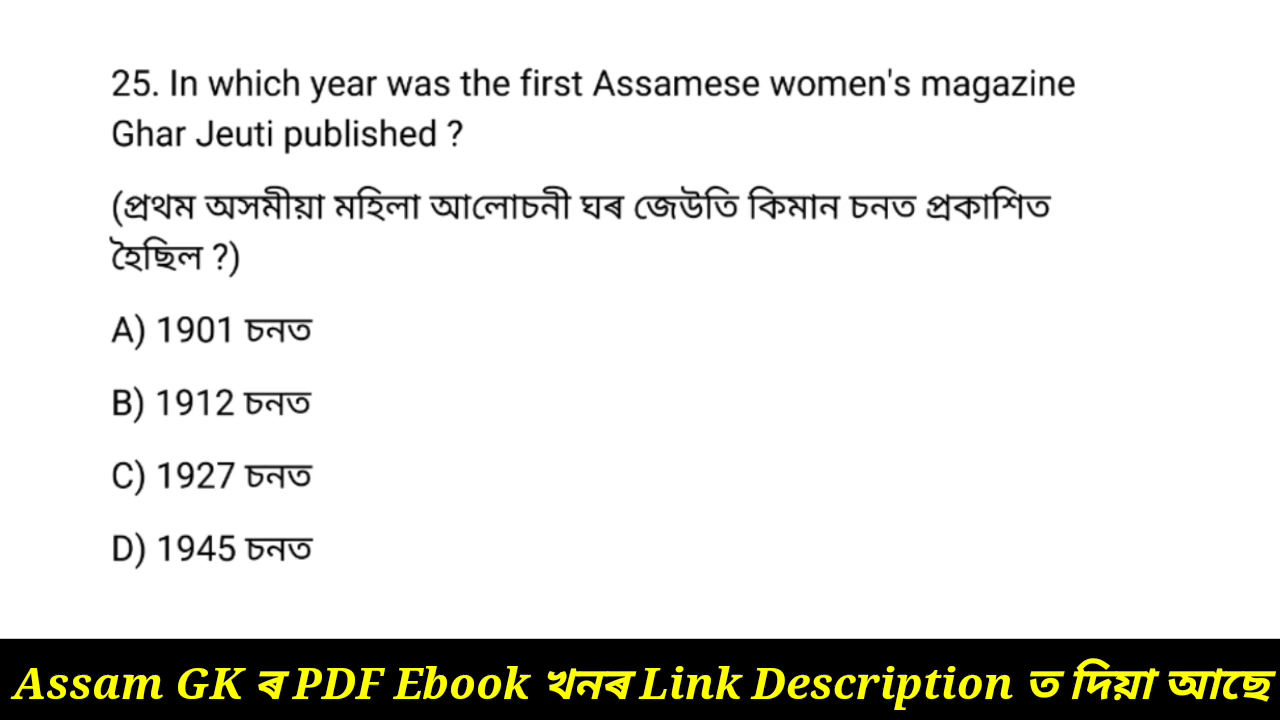 25. In which year was the first Assamese women's magazine
Ghar Jeuti published ?
(প্ৰথম অসমীয়া মহিলা আলোচনী ঘৰ জেউতি কিমান চনত প্ৰকাশিত
হৈছিল ?)
A) 1901 চনত
B) 1912 চনত
C) 1927 চনত
D) 1945 চনত
Assam GK ৰ PDF Ebook খনৰ Link Description ত দিয়া আছে